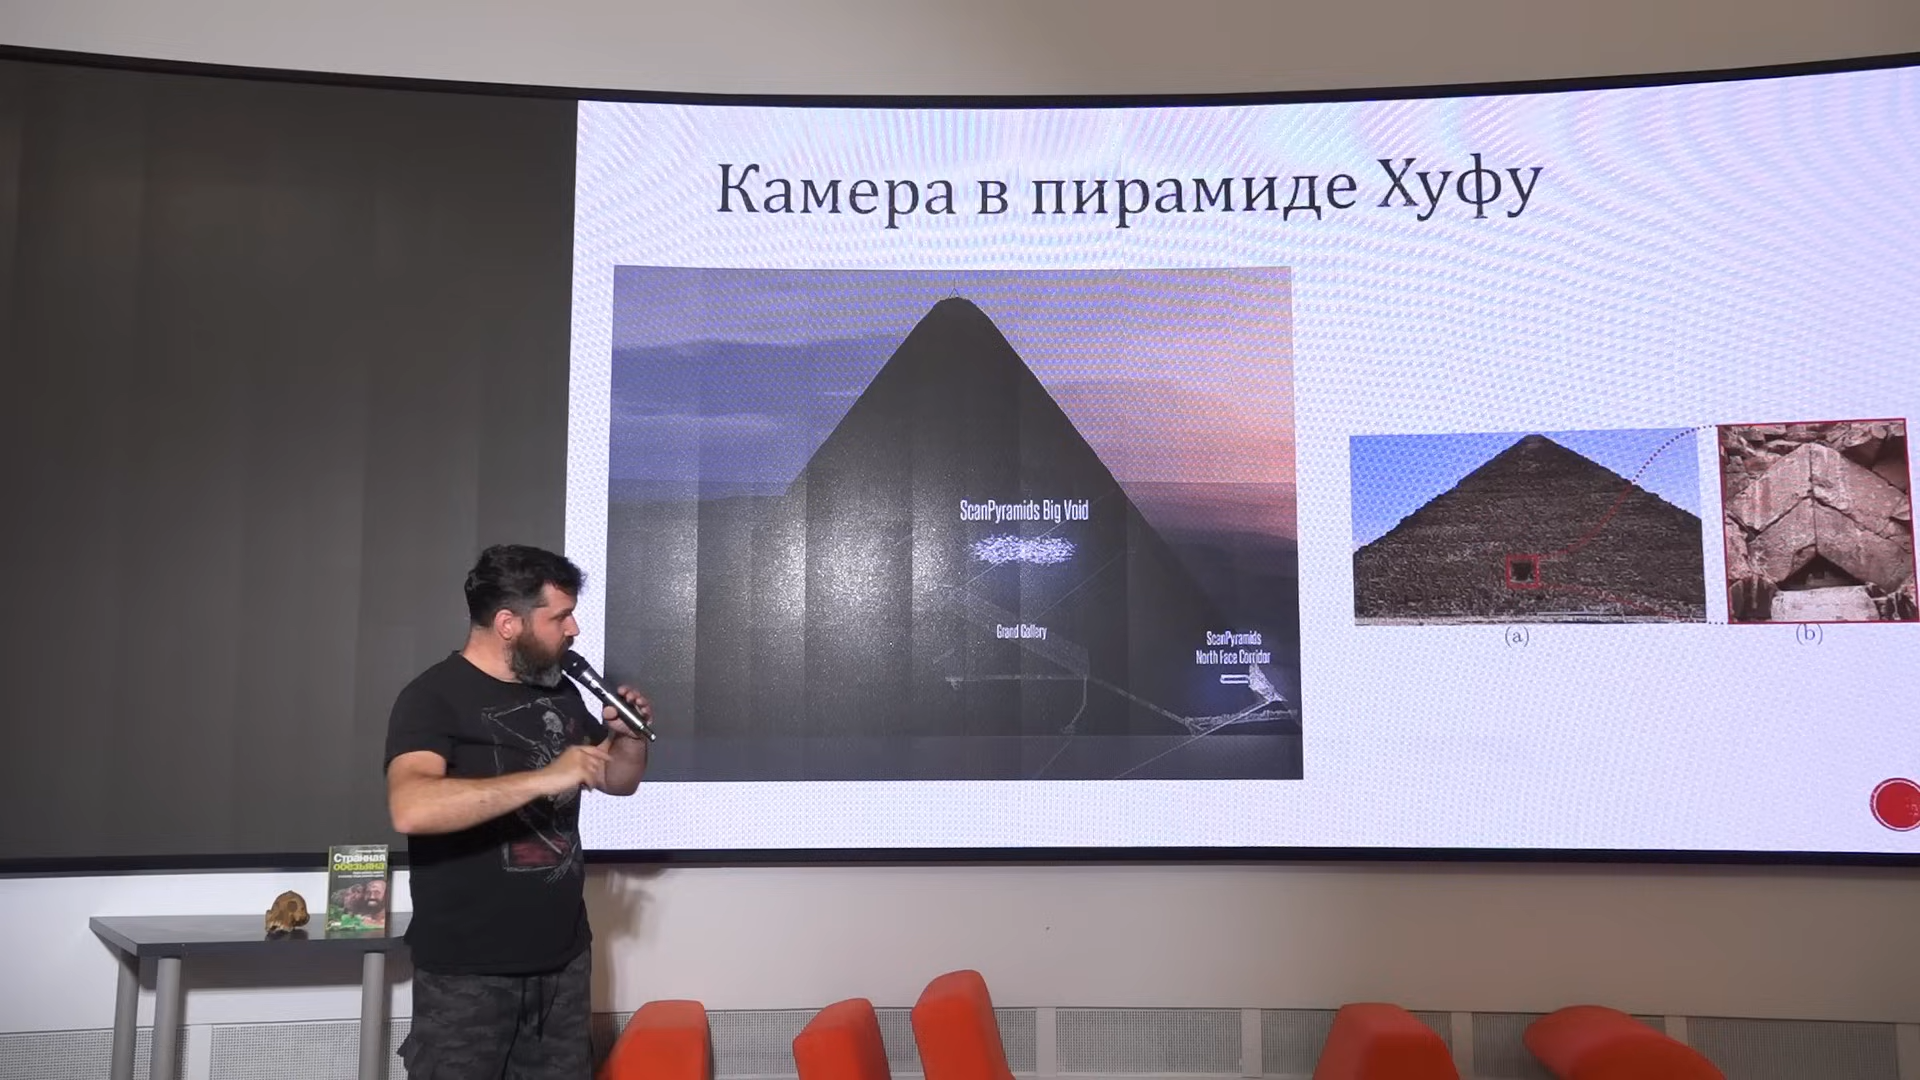 Камера в пирамиде Хуфу
ScanPyramids Big Void
Grand Gallery
ScanPyramids
North Face Corridor
(a)
(b)
Странная
обезьяна